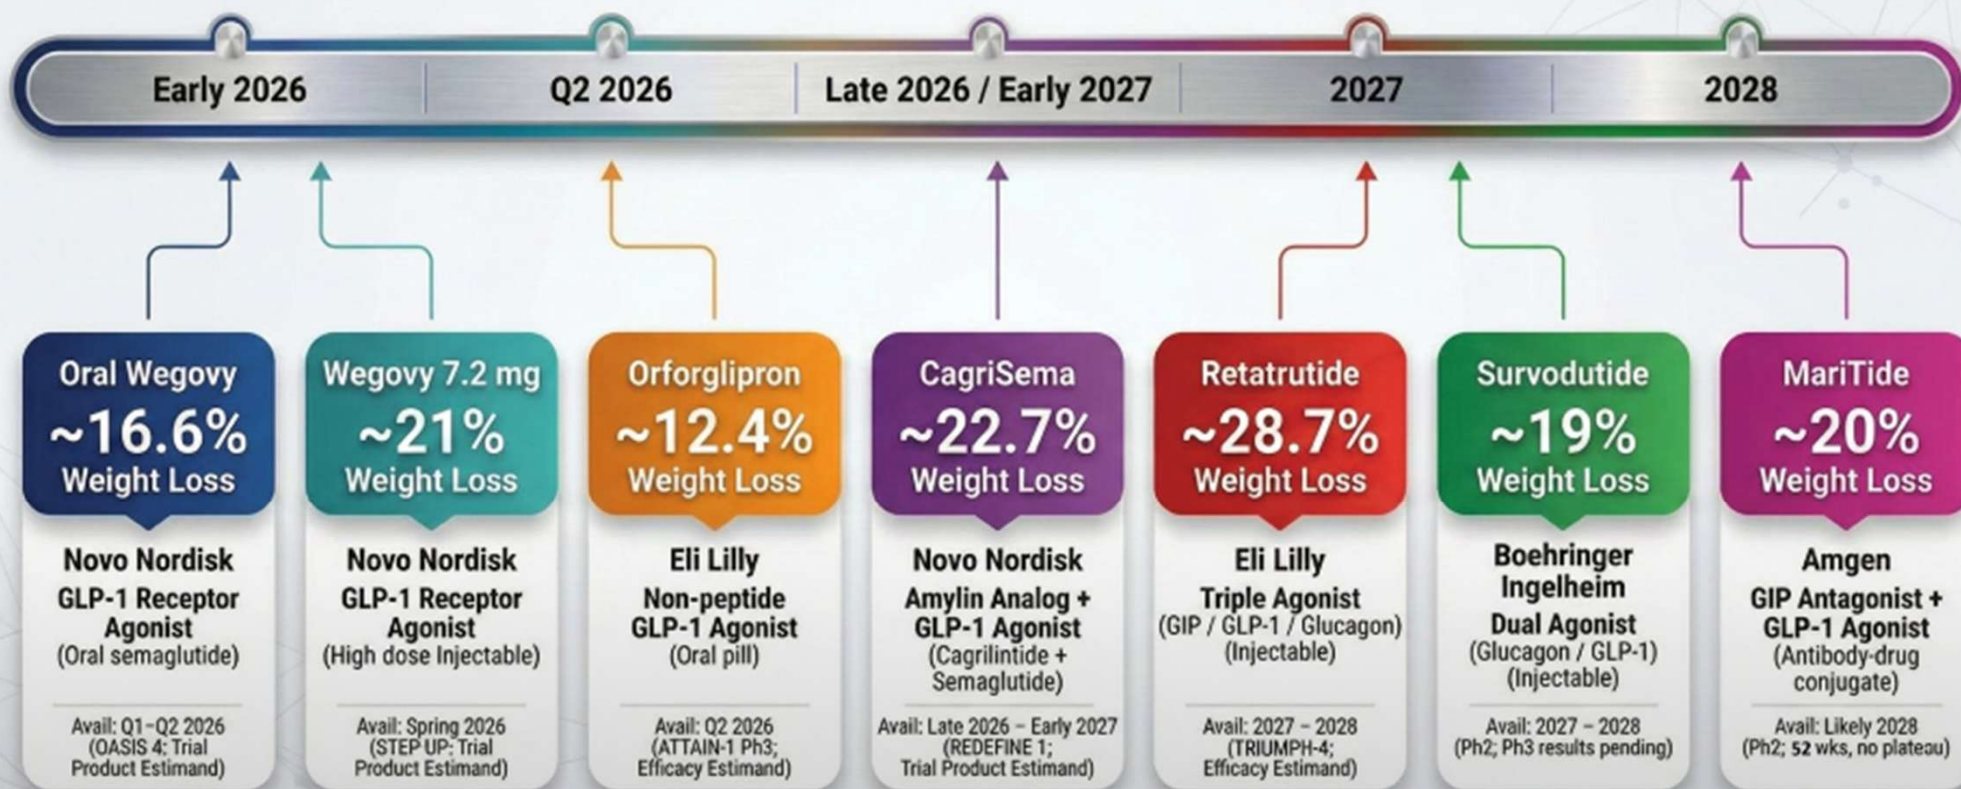 Early 2026
Q2 2026
Late 2026 / Early 2027
2027
2028
Oral Wegovy
~16.6%
Weight Loss
Novo Nordisk
GLP-1 Receptor
Agonist
(Oral semaglutide)
Avail: Q1–Q2 2026
(OASIS 4: Trial
Product Estimand)
Wegovy 7.2 mg
~21%
Weight Loss
Novo Nordisk
GLP-1 Receptor
Agonist
(High dose Injectable)
Avail: Spring 2026
(STEP UP: Trial
Product Estimand)
Orforglipron
~12.4%
Weight Loss
Eli Lilly
Non-peptide
GLP-1 Agonist
(Oral pill)
Avail: Q2 2026
(ATTAIN-1 Ph3;
Efficacy Estimand)
CagriSema
~22.7%
Weight Loss
Novo Nordisk
Amylin Analog +
GLP-1 Agonist
(Cagrilintide +
Semaglutide)
Avail: Late 2026 – Early 2027
(REDEFINE 1;
Trial Product Estimand)
Retatrutide
~28.7%
Weight Loss
Eli Lilly
Triple Agonist
(GIP / GLP-1 / Glucagon)
(Injectable)
Avail: 2027 – 2028
(TRIUMPH-4;
Efficacy Estimand)
Survodutide
~19%
Weight Loss
Boehringer
Ingelheim
Dual Agonist
(Glucagon / GLP-1)
(Injectable)
Avail: 2027 – 2028
(Ph2; Ph3 results pending)
MariTide
~20%
Weight Loss
Amgen
GIP Antagonist +
GLP-1 Agonist
(Antibody-drug
conjugate)
Avail: Likely 2028
(Ph2; 52 wks, no plateau)